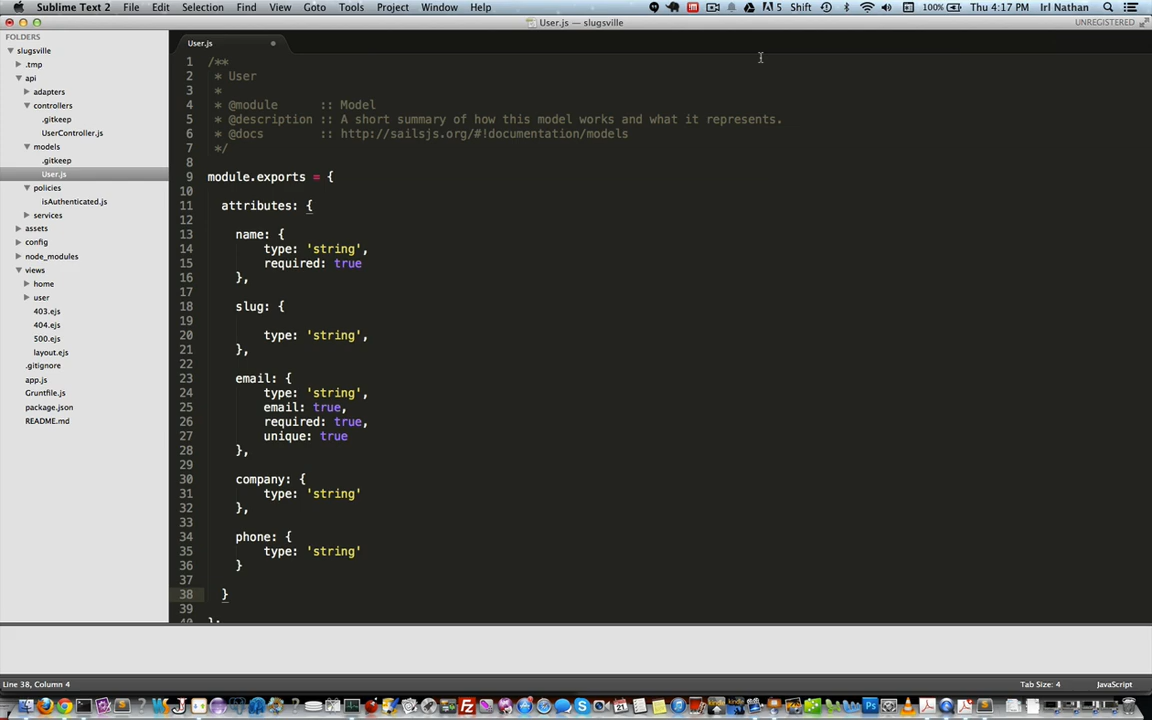 Sublime Text 2 File Edit Selection Find View Goto Tools Project Window Help 5 Shift 100% Thu 4:17 PM Irl Nathan
User.js — slugsville UNREGISTERED
FOLDERS
slugsville
.tmp
api
adapters
controllers
.gitkeep
UserController.js
models
.gitkeep
User.js
policies
isAuthenticated.js
services
assets
config
node_modules
views
home
user
403.ejs
404.ejs
500.ejs
layout.ejs
.gitignore
app.js
Gruntfile.js
package.json
README.md
User.js
1 /**
2 * User
3 *
4 * @module :: Model
5 * @description :: A short summary of how this model works and what it represents.
6 * @docs :: http://sailsjs.org/#!documentation/models
7 */
8
9 module.exports = {
10
11 attributes: {
12
13 name: {
14 type: 'string',
15 required: true
16 },
17
18 slug: {
19
20 type: 'string',
21 },
22
23 email: {
24 type: 'string',
25 email: true,
26 required: true,
27 unique: true
28 },
29
30 company: {
31 type: 'string'
32 },
33
34 phone: {
35 type: 'string'
36 }
37
38 }
39
40 };
Line 38, Column 4 Tab Size: 4 JavaScript